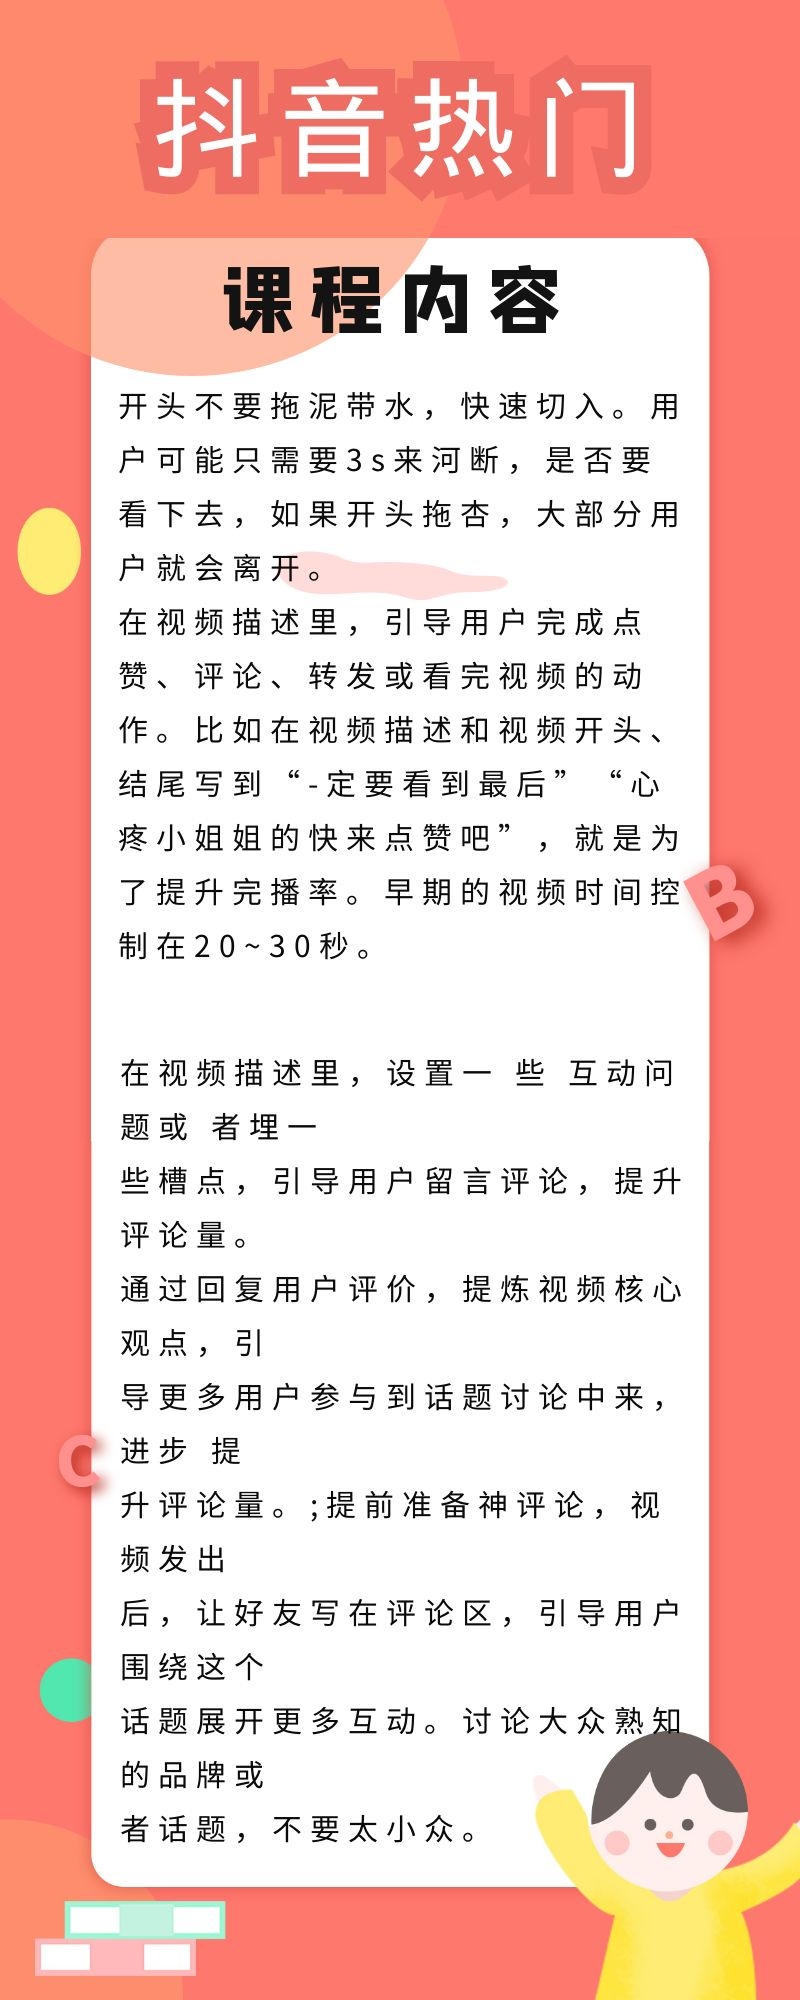 抖音热门
课程内容
开头不要拖泥带水，快速切入。用
户可能只需要3s来河断，是否要
看下去，如果开头拖杏，大部分用
户就会离开。
在视频描述里，引导用户完成点
赞、评论、转发或看完视频的动
作。比如在视频描述和视频开头、
结尾写到“-定要看到最后”“心
疼小姐姐的快来点赞吧”，就是为
了提升完播率。早期的视频时间控
制在20~30秒。
B
在视频描述里，设置一 些 互动问
题或 者埋一
些槽点，引导用户留言评论，提升
评论量。
通过回复用户评价，提炼视频核心
观点，引
导更多用户参与到话题讨论中来，
进步 提
C
升评论量。;提前准备神评论，视
频发出
后，让好友写在评论区，引导用户
围绕这个
话题展开更多互动。讨论大众熟知
的品牌或
者话题，不要太小众。